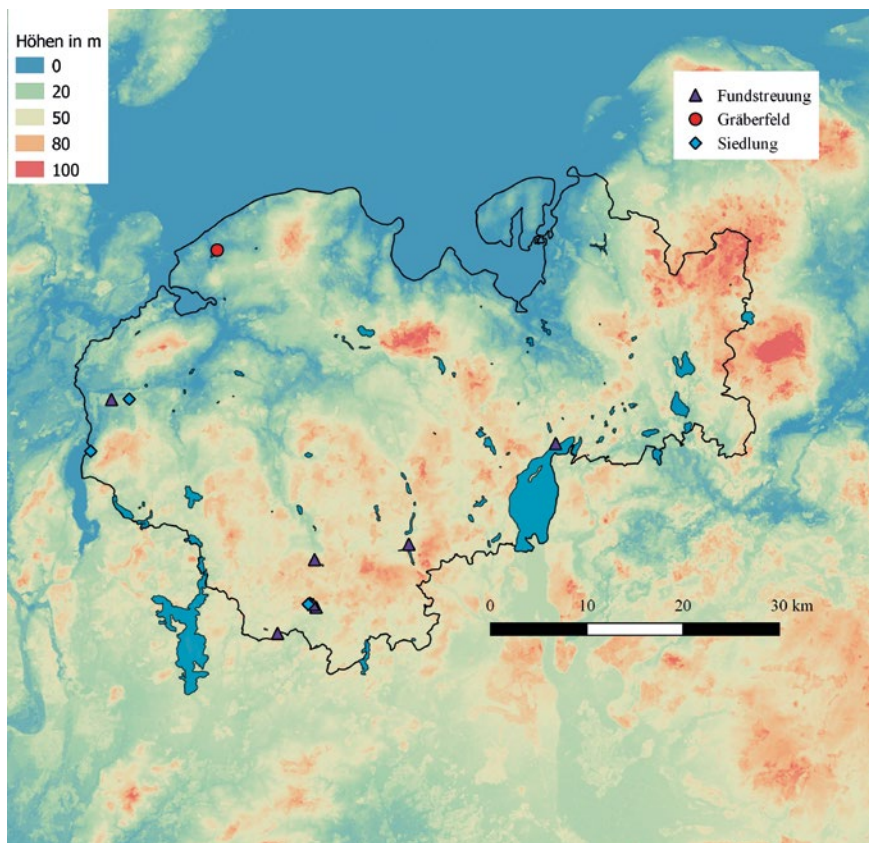 Höhen in m
0
20
50
80
100
Fundstreuung
Gräberfeld
Siedlung
0 10 20 30 km